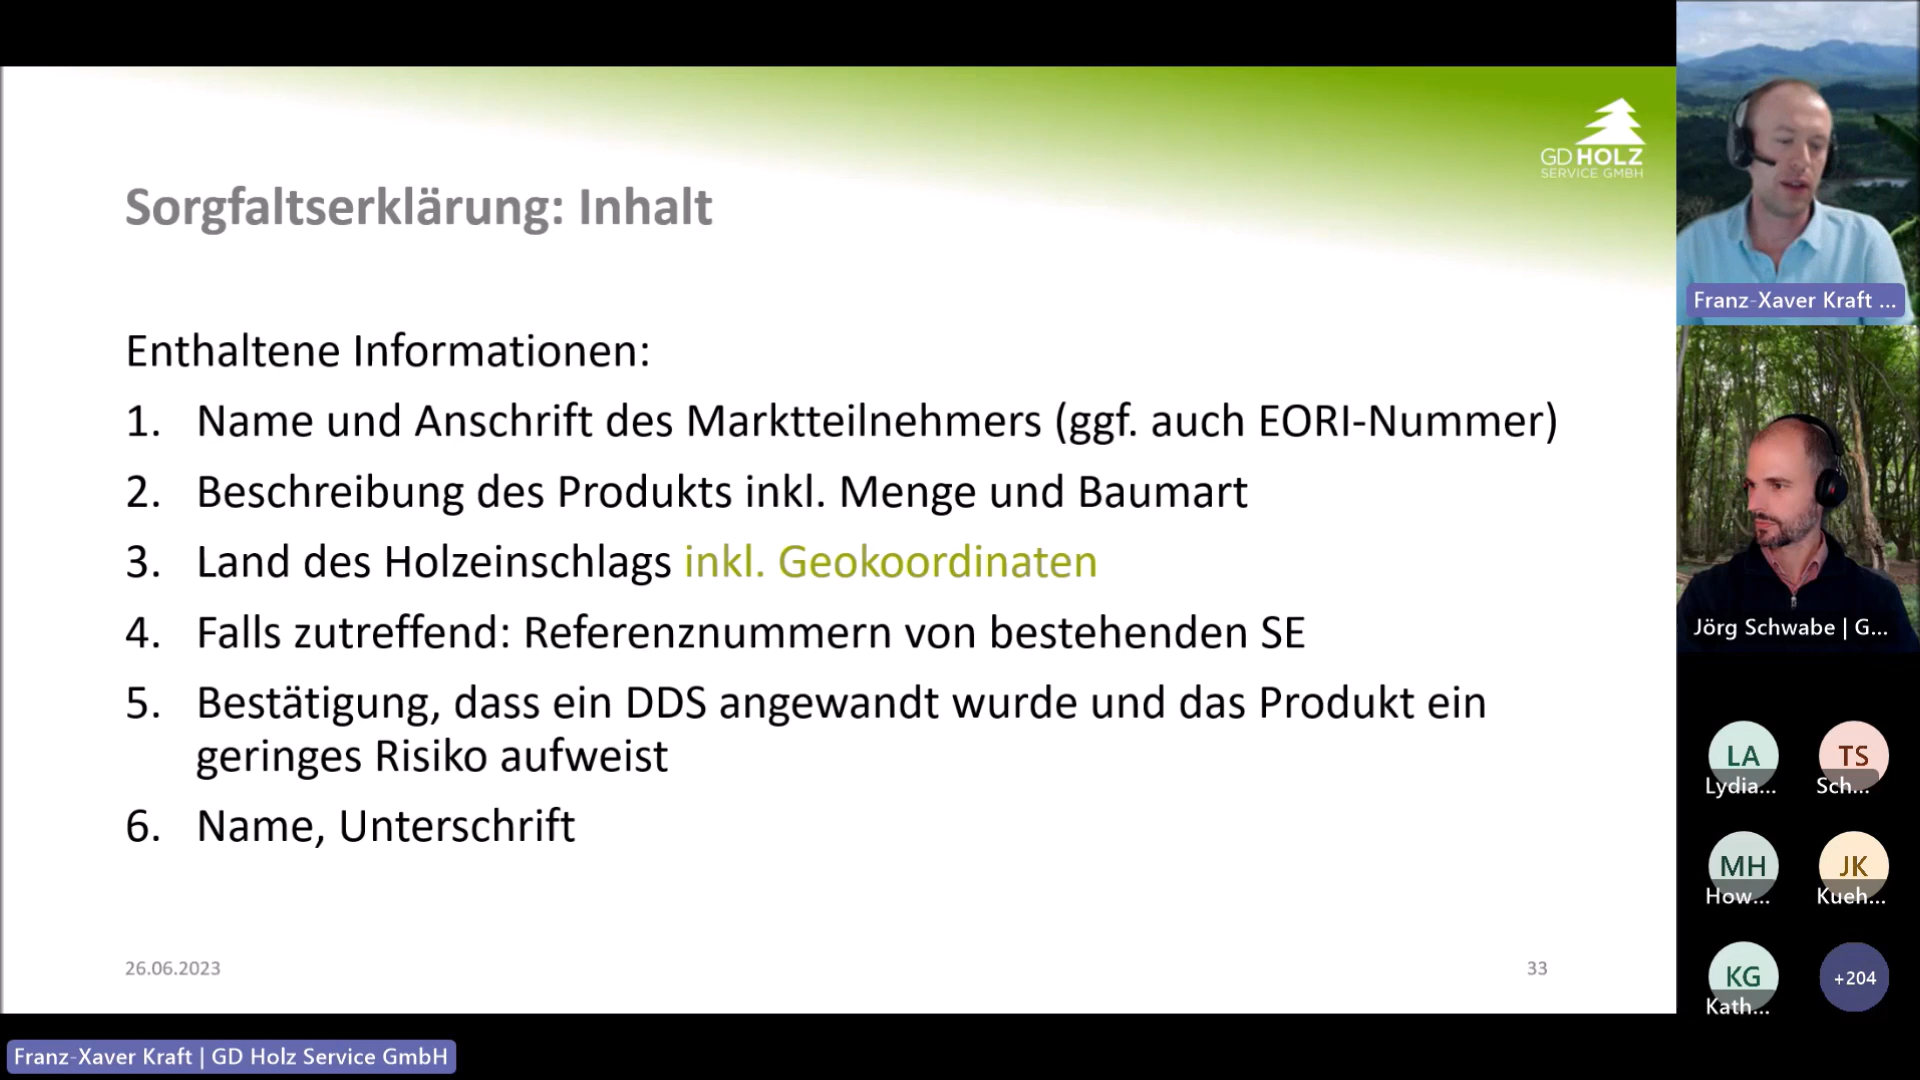 GD HOLZ
SERVICE GMBH
Sorgfaltserklärung: Inhalt
Enthaltene Informationen:
1. Name und Anschrift des Marktteilnehmers (ggf. auch EORI-Nummer)
2. Beschreibung des Produkts inkl. Menge und Baumart
3. Land des Holzeinschlags inkl. Geokoordinaten
4. Falls zutreffend: Referenznummern von bestehenden SE
5. Bestätigung, dass ein DDS angewandt wurde und das Produkt ein
geringes Risiko aufweist
6. Name, Unterschrift
26.06.2023
33
Franz-Xaver Kraft | GD Holz Service GmbH
Franz-Xaver Kraft ...
Jörg Schwabe | G...
LA
Lydia...
TS
Sch...
MH
How...
JK
Kueh...
KG
Kath...
+204